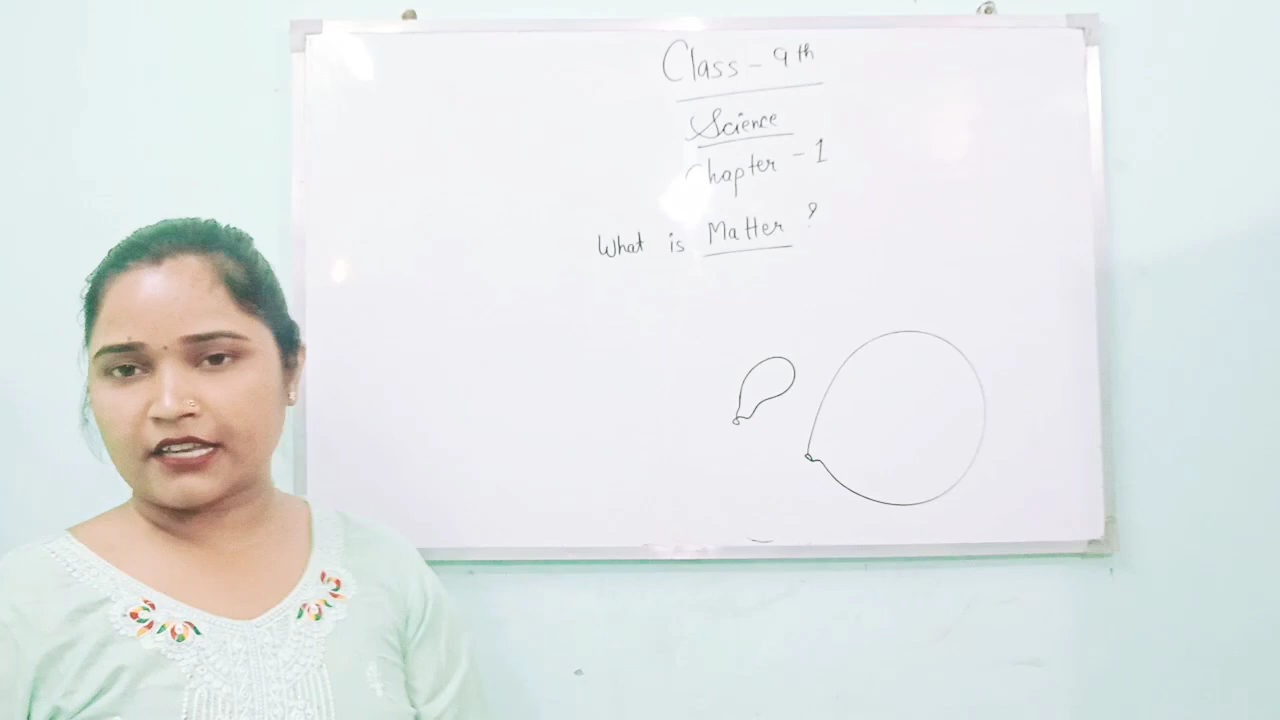 Class - 9th
Science
Chapter - 1
What is Matter ?